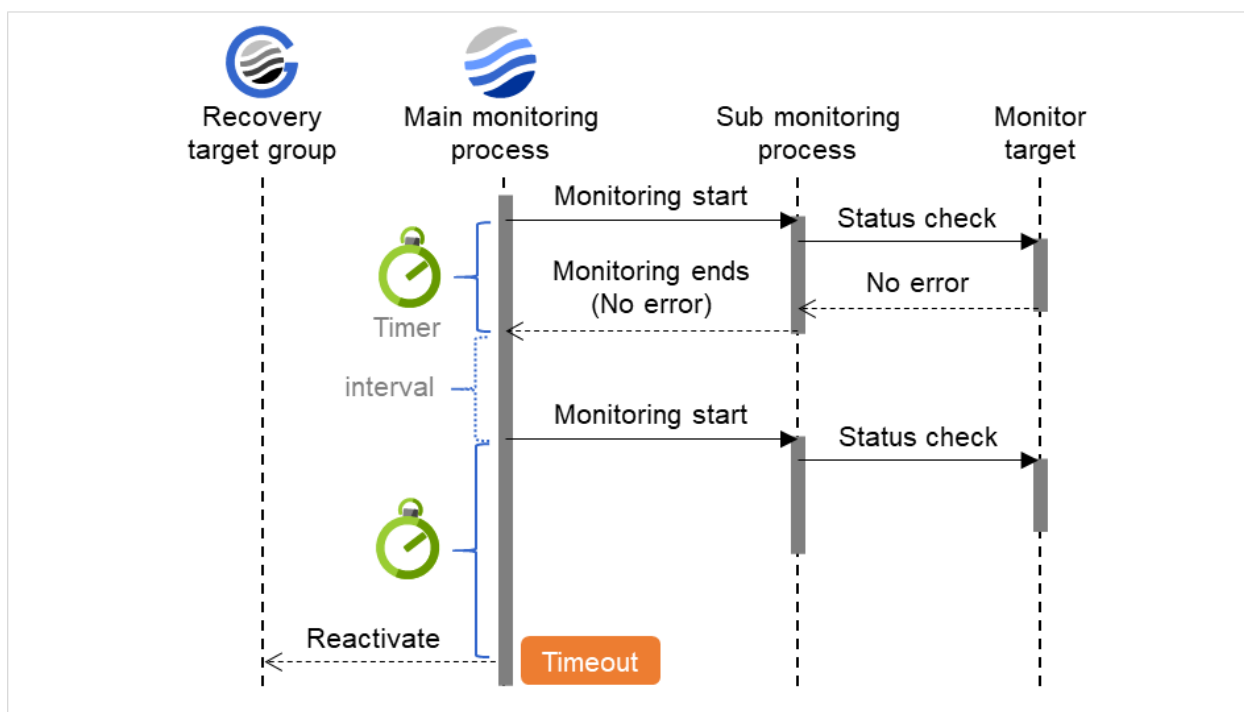 Recovery
target group
Main monitoring
process
Sub monitoring
process
Monitor
target
Monitoring start
Status check
Monitoring ends
(No error)
No error
Timer
interval
Monitoring start
Status check
Reactivate
Timeout